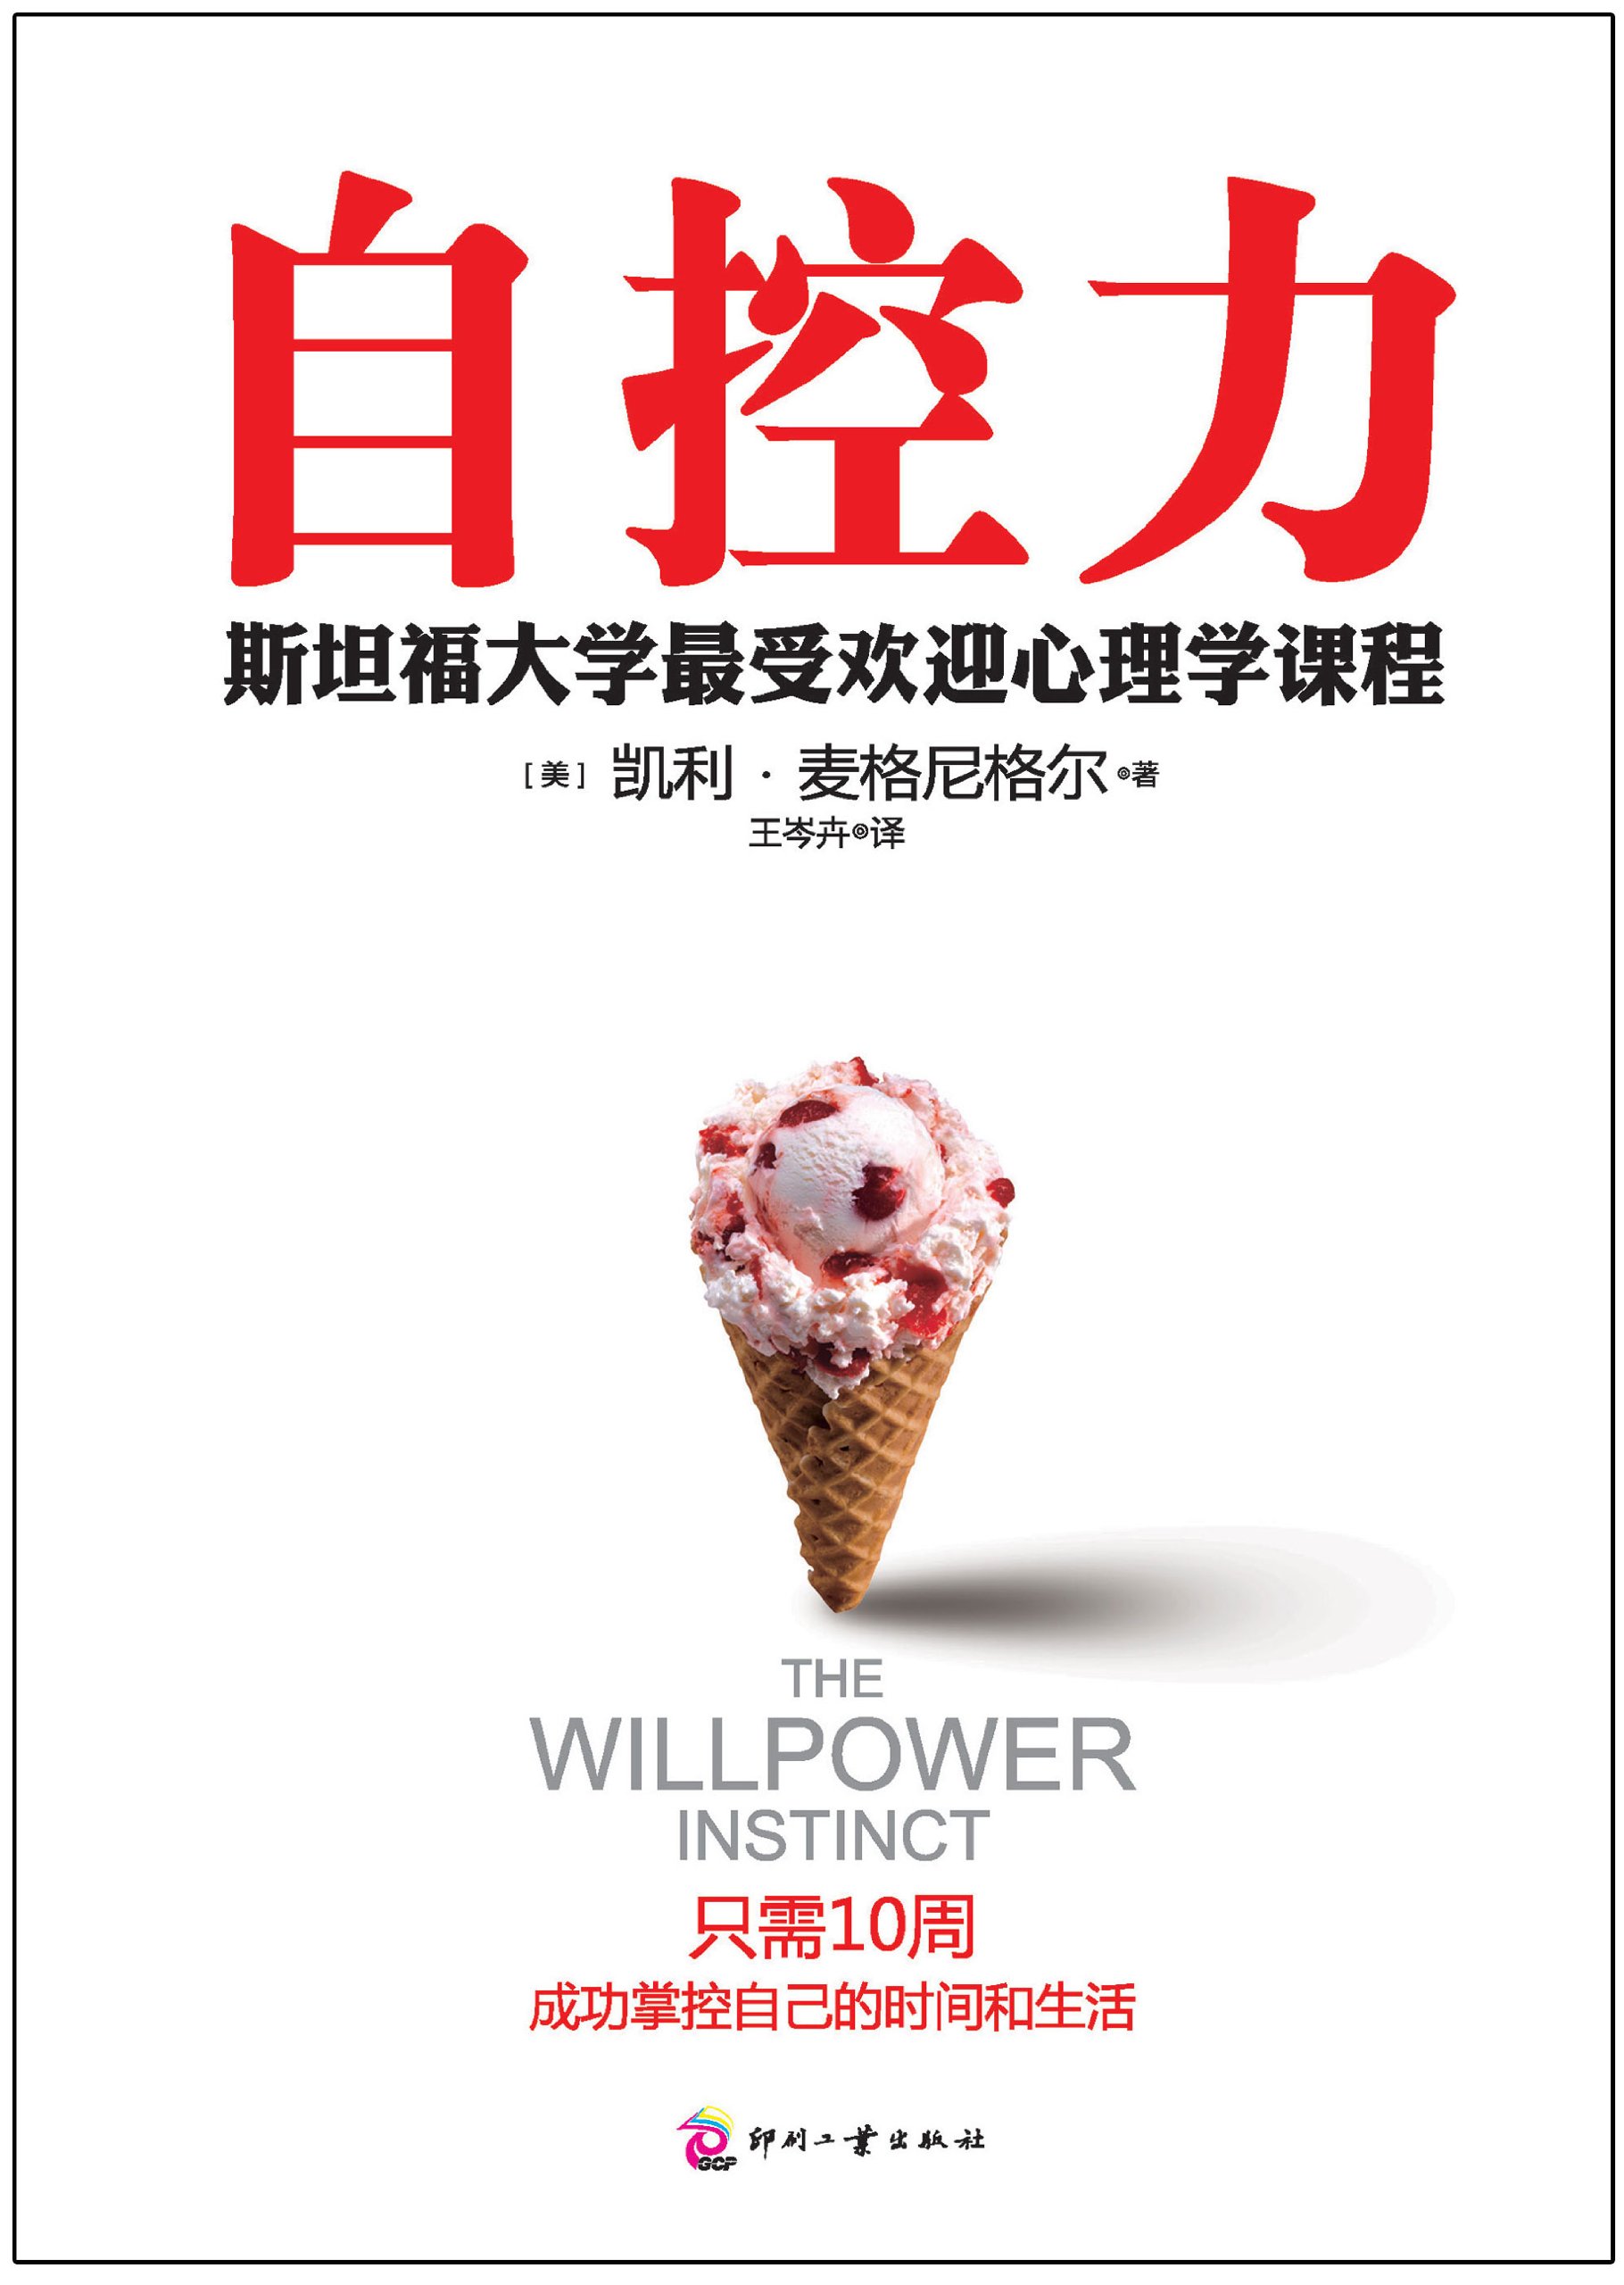 自控力
斯坦福大学最受欢迎心理学课程
[美] 凯利·麦格尼格尔◎著
王岑卉◎译
THE
WILLPOWER
INSTINCT
只需10周
成功掌控自己的时间和生活
GCP 印刷工業出版社